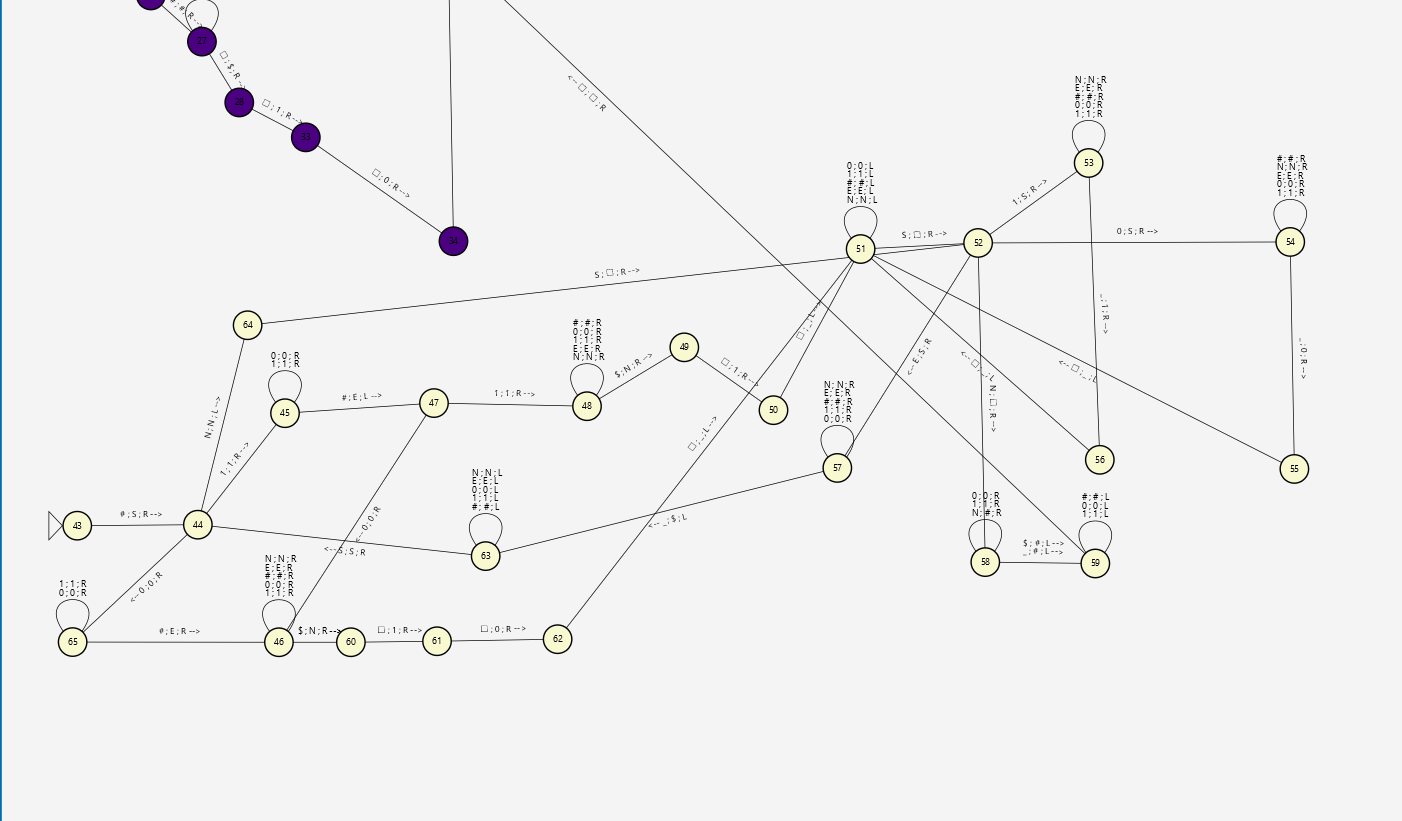 #;#;R-->
27
□;$;R-->
28
□;1;R-->
33
□;0;R-->
34
<--□;□;R
N;N;R
E;E;R
#;#;R
0;0;R
1;1;R
53
1;S;R-->
0;0;L
1;1;L
#;#;L
E;E;L
N;N;L
51
S;□;R-->
52
0;S;R-->
#;#;R
N;N;R
E;E;R
0;0;R
1;1;R
54
S;□;R-->
64
N;N;L-->
0;0;R
1;1;R
45
#;E;L-->
47
1;1;R-->
#;#;R
0;0;R
1;1;R
E;E;R
N;N;R
48
$;N;R-->
49
□;1;R-->
50
□;_;L-->
□;_;L-->
<--E;S;R
<--□;_;L
N;□;R-->
_;1;R-->
<--□;_;L
_;0;R-->
1;1;R-->
N;N;R
E;E;R
#;#;R
1;1;R
0;0;R
57
56
55
43
#;S;R-->
44
<--S;S;R
<--0;0;R
N;N;L
E;E;L
0;0;L
1;1;L
#;#;L
63
<--_;$;L
0;0;R
1;1;R
N;#;R
58
$;#;L-->
_;#;L-->
#;#;L
0;0;L
1;1;L
59
<--0;0;R
1;1;R
0;0;R
65
#;E;R-->
N;N;R
E;E;R
#;#;R
0;0;R
1;1;R
46
$;N;R-->
60
□;1;R-->
61
□;0;R-->
62